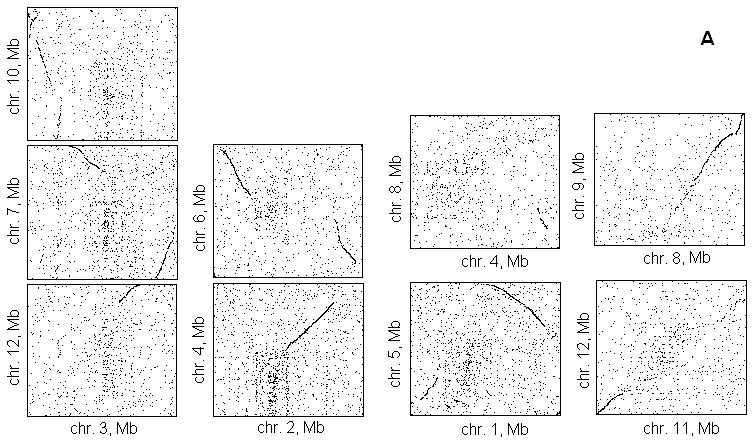 A
chr. 10, Mb
chr. 7, Mb
chr. 6, Mb
chr. 8, Mb
chr. 9, Mb
chr. 4, Mb
chr. 8, Mb
chr. 12, Mb
chr. 4, Mb
chr. 5, Mb
chr. 12, Mb
chr. 3, Mb
chr. 2, Mb
chr. 1, Mb
chr. 11, Mb